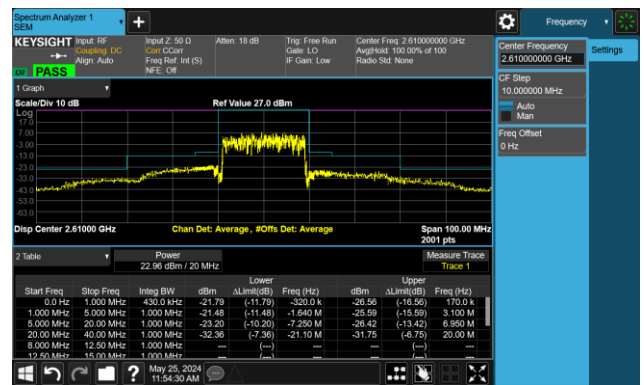 Spectrum Analyzer 1
SEM
Frequency
KEYSIGHT Input: RF
Coupling: DC
Align: Auto
Input Z: 50 Ω
Corr CCorr
Freq Ref: Int (S)
NFE: Off
Atten: 18 dB
Trig: Free Run
Gate: LO
IF Gain: Low
Center Freq: 2.610000000 GHz
Avg|Hold: 100.00% of 100
Radio Std: None
PASS
Center Frequency
2.610000000 GHz
Settings
CF Step
10.000000 MHz
Auto
Man
Freq Offset
0 Hz
1 Graph
Scale/Div 10 dB
Ref Value 27.0 dBm
Log
17.0
7.00
-3.00
-13.0
-23.0
-33.0
-43.0
-53.0
-63.0
Disp Center 2.61000 GHz
Chan Det: Average , #Offs Det: Average
Span 100.00 MHz
2001 pts
2 Table
Power
22.96 dBm / 20 MHz
Measure Trace
Trace 1
Lower Upper
Start Freq Stop Freq Integ BW dBm ΔLimit(dB) Freq (Hz) dBm ΔLimit(dB) Freq (Hz)
0.0 Hz 1.000 MHz 430.0 kHz -21.79 (-11.79) -320.0 k -26.56 (-16.56) 170.0 k
1.000 MHz 5.000 MHz 1.000 MHz -21.48 (-11.48) -1.640 M -25.59 (-15.59) 3.100 M
5.000 MHz 20.00 MHz 1.000 MHz -23.20 (-10.20) -7.250 M -26.42 (-13.42) 6.950 M
20.00 MHz 40.00 MHz 1.000 MHz -32.36 (-7.36) -21.10 M -31.75 (-6.75) 20.00 M
8.000 MHz 12.50 MHz 1.000 MHz --- (---) --- --- (---) ---
12.50 MHz 15.00 MHz 1.000 MHz --- (---) --- --- (---) ---
May 25, 2024
11:54:30 AM